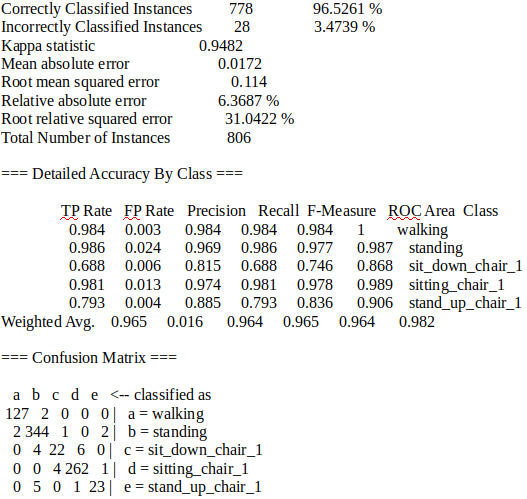 Correctly Classified Instances 778 96.5261 %
Incorrectly Classified Instances 28 3.4739 %
Kappa statistic 0.9482
Mean absolute error 0.0172
Root mean squared error 0.114
Relative absolute error 6.3687 %
Root relative squared error 31.0422 %
Total Number of Instances 806
=== Detailed Accuracy By Class ===
TP Rate FP Rate Precision Recall F-Measure ROC Area Class
0.984 0.003 0.984 0.984 0.984 1 walking
0.986 0.024 0.969 0.986 0.977 0.987 standing
0.688 0.006 0.815 0.688 0.746 0.868 sit_down_chair_1
0.981 0.013 0.974 0.981 0.978 0.989 sitting_chair_1
0.793 0.004 0.885 0.793 0.836 0.906 stand_up_chair_1
Weighted Avg. 0.965 0.016 0.964 0.965 0.964 0.982
=== Confusion Matrix ===
a b c d e <-- classified as
127 2 0 0 0 | a = walking
2 344 1 0 2 | b = standing
0 4 22 6 0 | c = sit_down_chair_1
0 0 4 262 1 | d = sitting_chair_1
0 5 0 1 23 | e = stand_up_chair_1